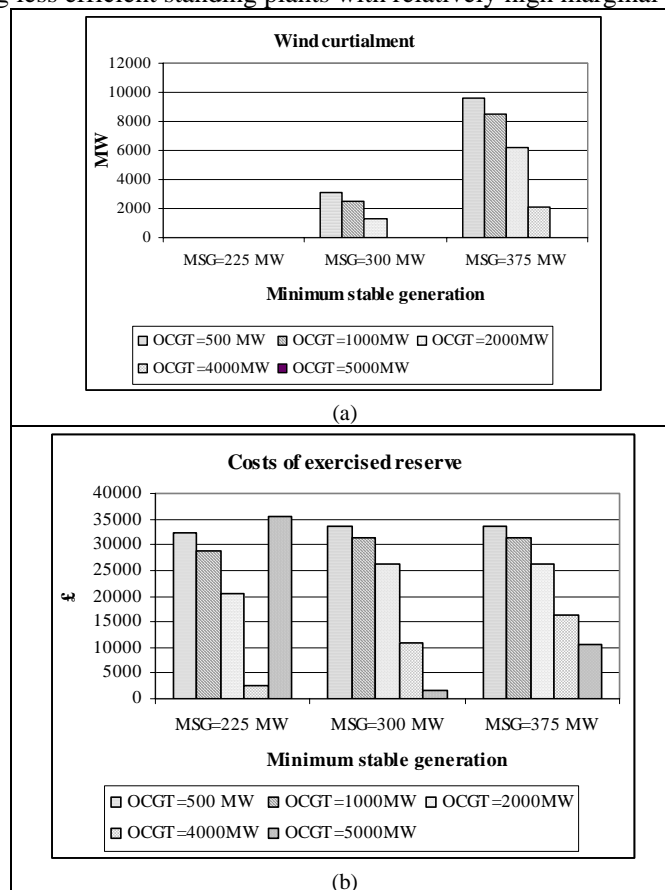 g less efficient standing plants with relatively high marginal
Wind curtialment
12000
10000
8000
6000
4000
2000
0
MW
MSG=225 MW MSG=300 MW MSG=375 MW
Minimum stable generation
OCGT=500 MW OCGT=1000MW OCGT=2000MW
OCGT=4000MW OCGT=5000MW
(a)
Costs of exercised reserve
40000
35000
30000
25000
20000
15000
10000
5000
0
£
MSG=225 MW MSG=300 MW MSG=375 MW
Minimum stable generation
OCGT=500 MW OCGT=1000MW OCGT=2000MW
OCGT=4000MW OCGT=5000MW
(b)